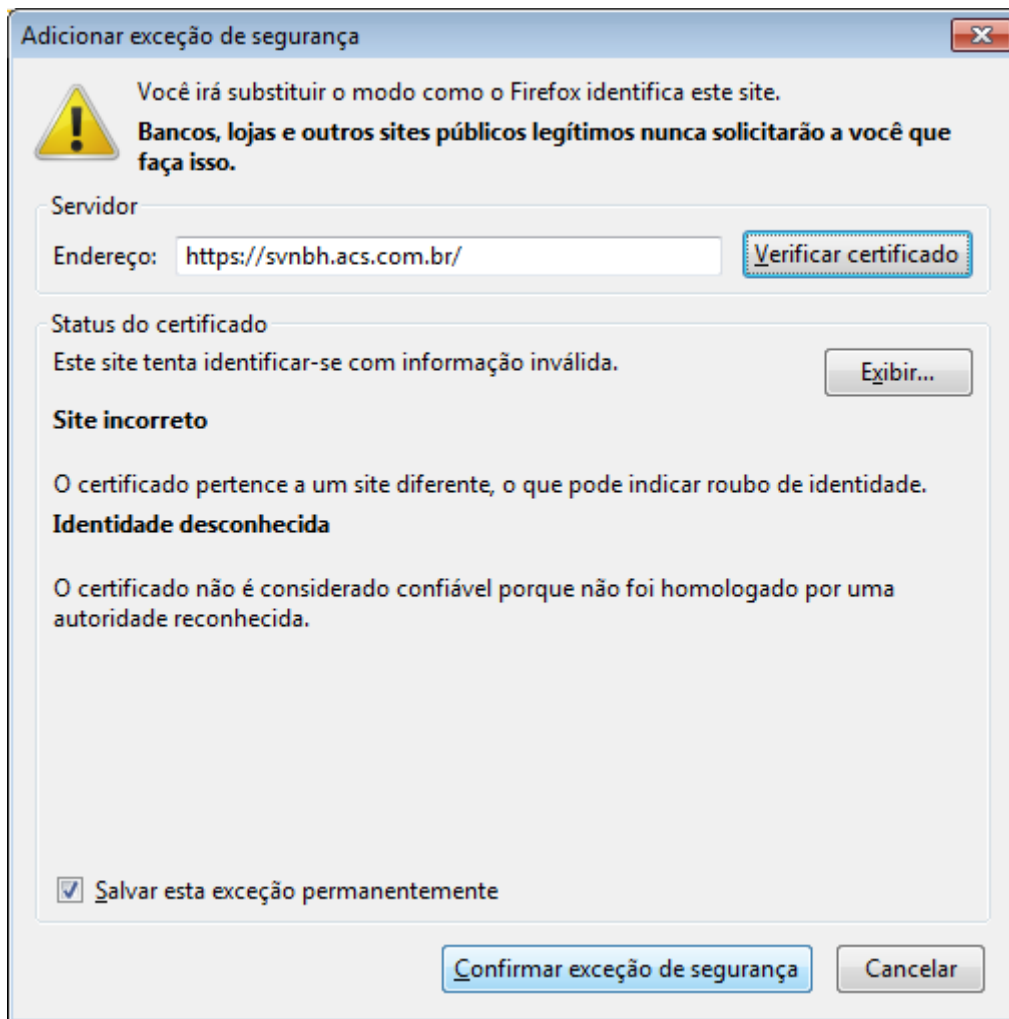 Adicionar exceção de segurança
Você irá substituir o modo como o Firefox identifica este site.
Bancos, lojas e outros sites públicos legítimos nunca solicitarão a você que
faça isso.
Servidor
Endereço: https://svnbh.acs.com.br/ Verificar certificado
Status do certificado
Este site tenta identificar-se com informação inválida.
Exibir...
Site incorreto
O certificado pertence a um site diferente, o que pode indicar roubo de identidade.
Identidade desconhecida
O certificado não é considerado confiável porque não foi homologado por uma
autoridade reconhecida.
Salvar esta exceção permanentemente
Confirmar exceção de segurança Cancelar